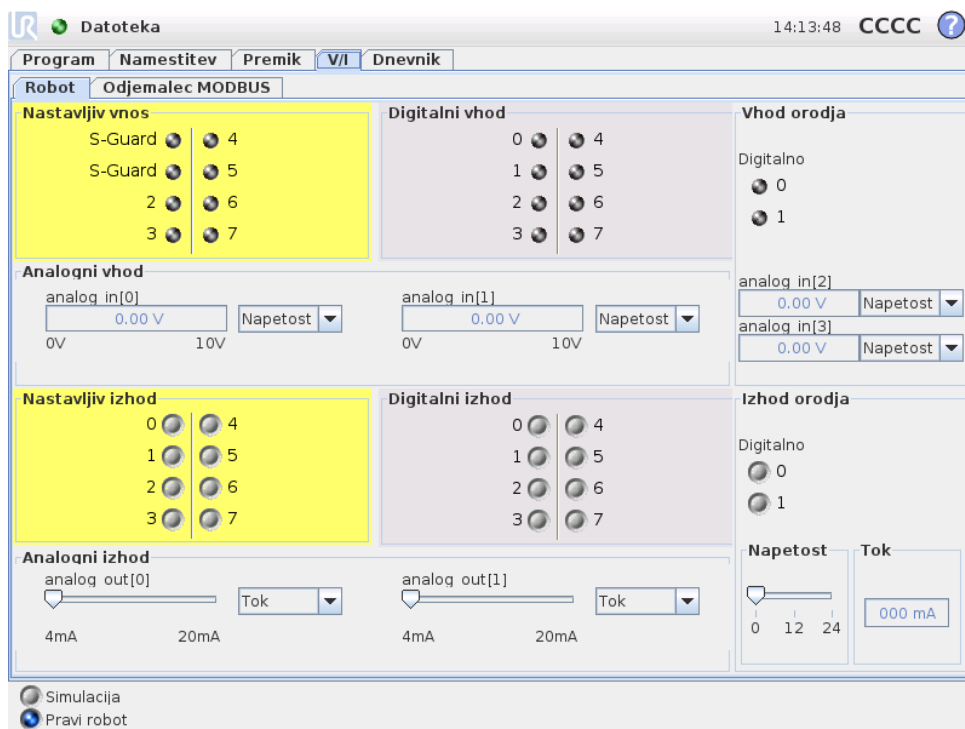 UR Datoteka 14:13:48 CCCC ?
Program Namestitev Premik V/I Dnevnik
Robot Odjemalec MODBUS
Nastavljiv vnos
S-Guard 4
S-Guard 5
2 6
3 7
Digitalni vhod
0 4
1 5
2 6
3 7
Vhod orodja
Digitalno
0
1
analog_in[2]
0.00 V Napetost
analog_in[3]
0.00 V Napetost
Analogni vhod
analog_in[0]
0.00 V Napetost
0V 10V
analog_in[1]
0.00 V Napetost
0V 10V
Nastavljiv izhod
0 4
1 5
2 6
3 7
Digitalni izhod
0 4
1 5
2 6
3 7
Izhod orodja
Digitalno
0
1
Napetost
0 12 24
Tok
000 mA
Analogni izhod
analog_out[0]
Tok
4mA 20mA
analog_out[1]
Tok
4mA 20mA
Simulacija
Pravi robot